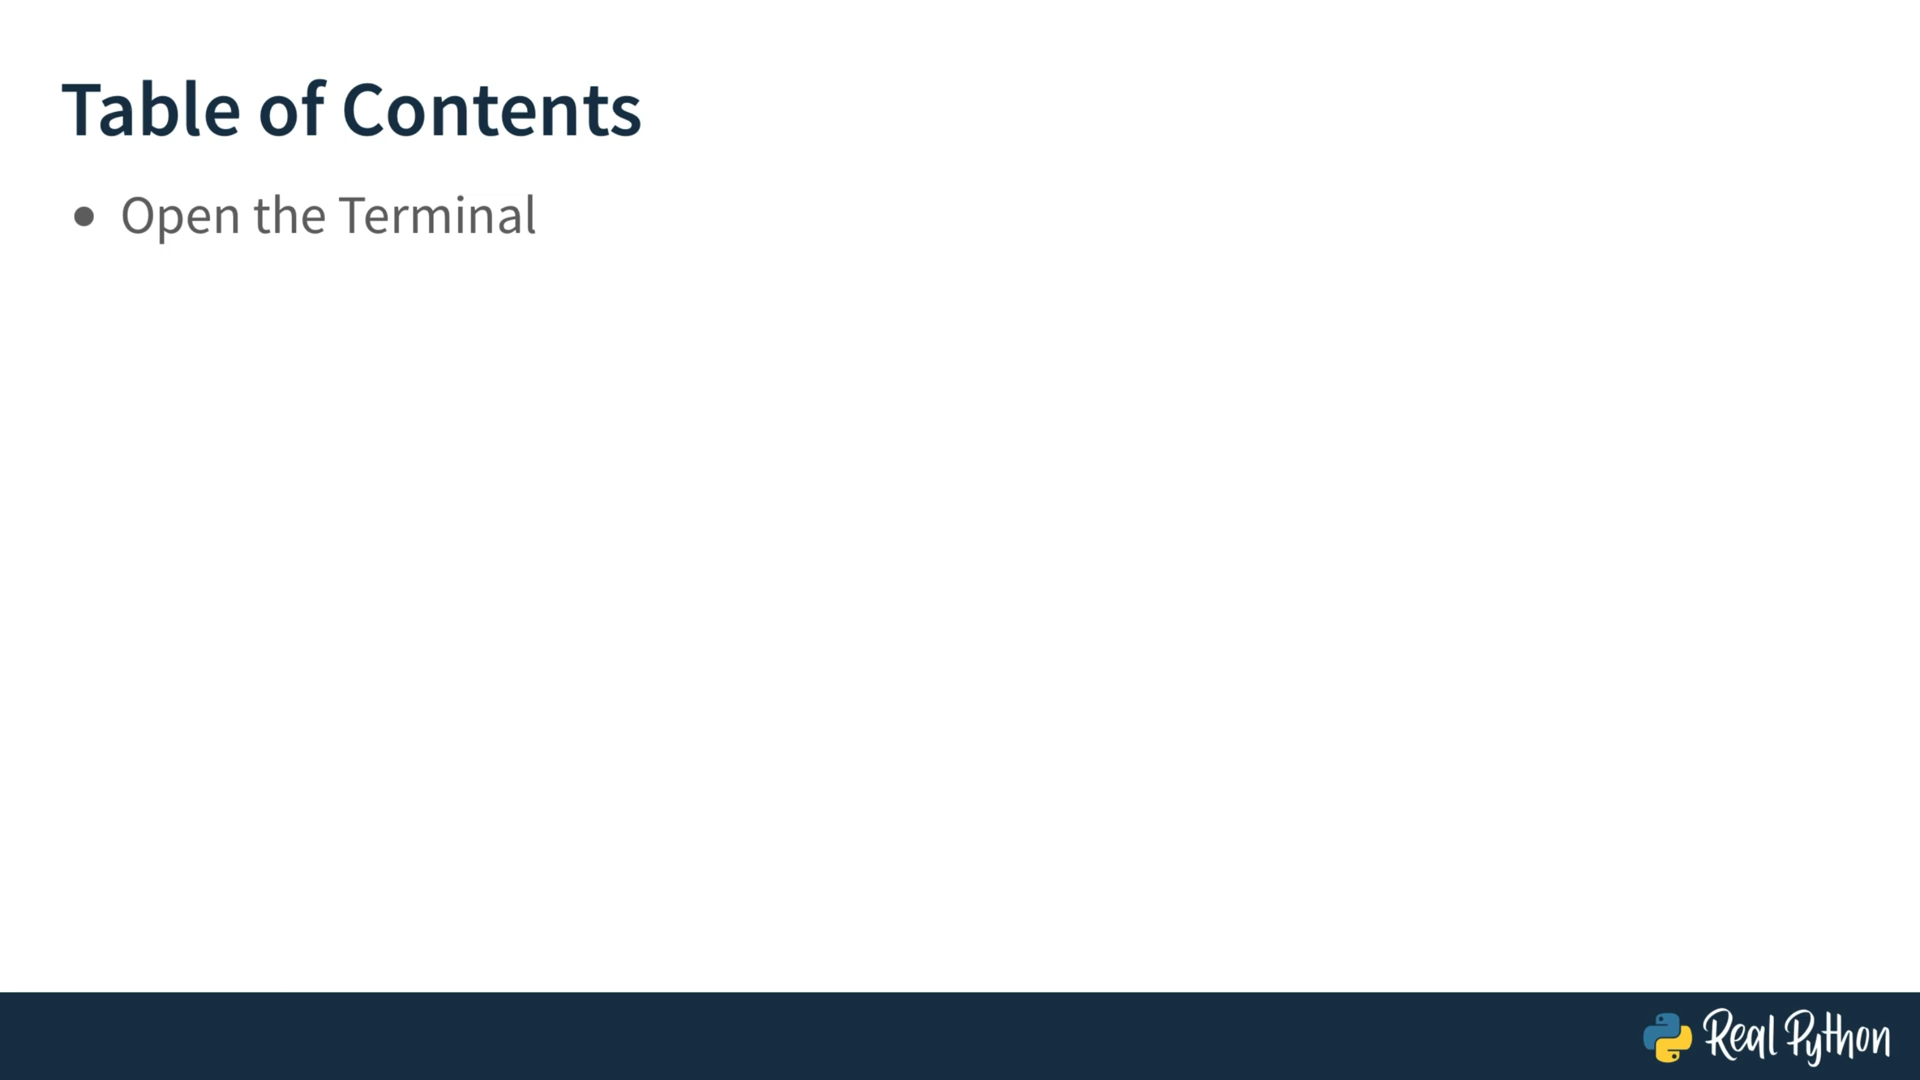 Table of Contents
• Open the Terminal
Real Python